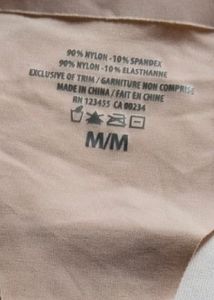 90% NYLON - 10% SPANDEX
90% NYLON - 10% ELASTHANNE
EXCLUSIVE OF TRIM / GARNITURE NON COMPRISE
MADE IN CHINA / FAIT EN CHINE
RN 123455 CA 00234
M/M